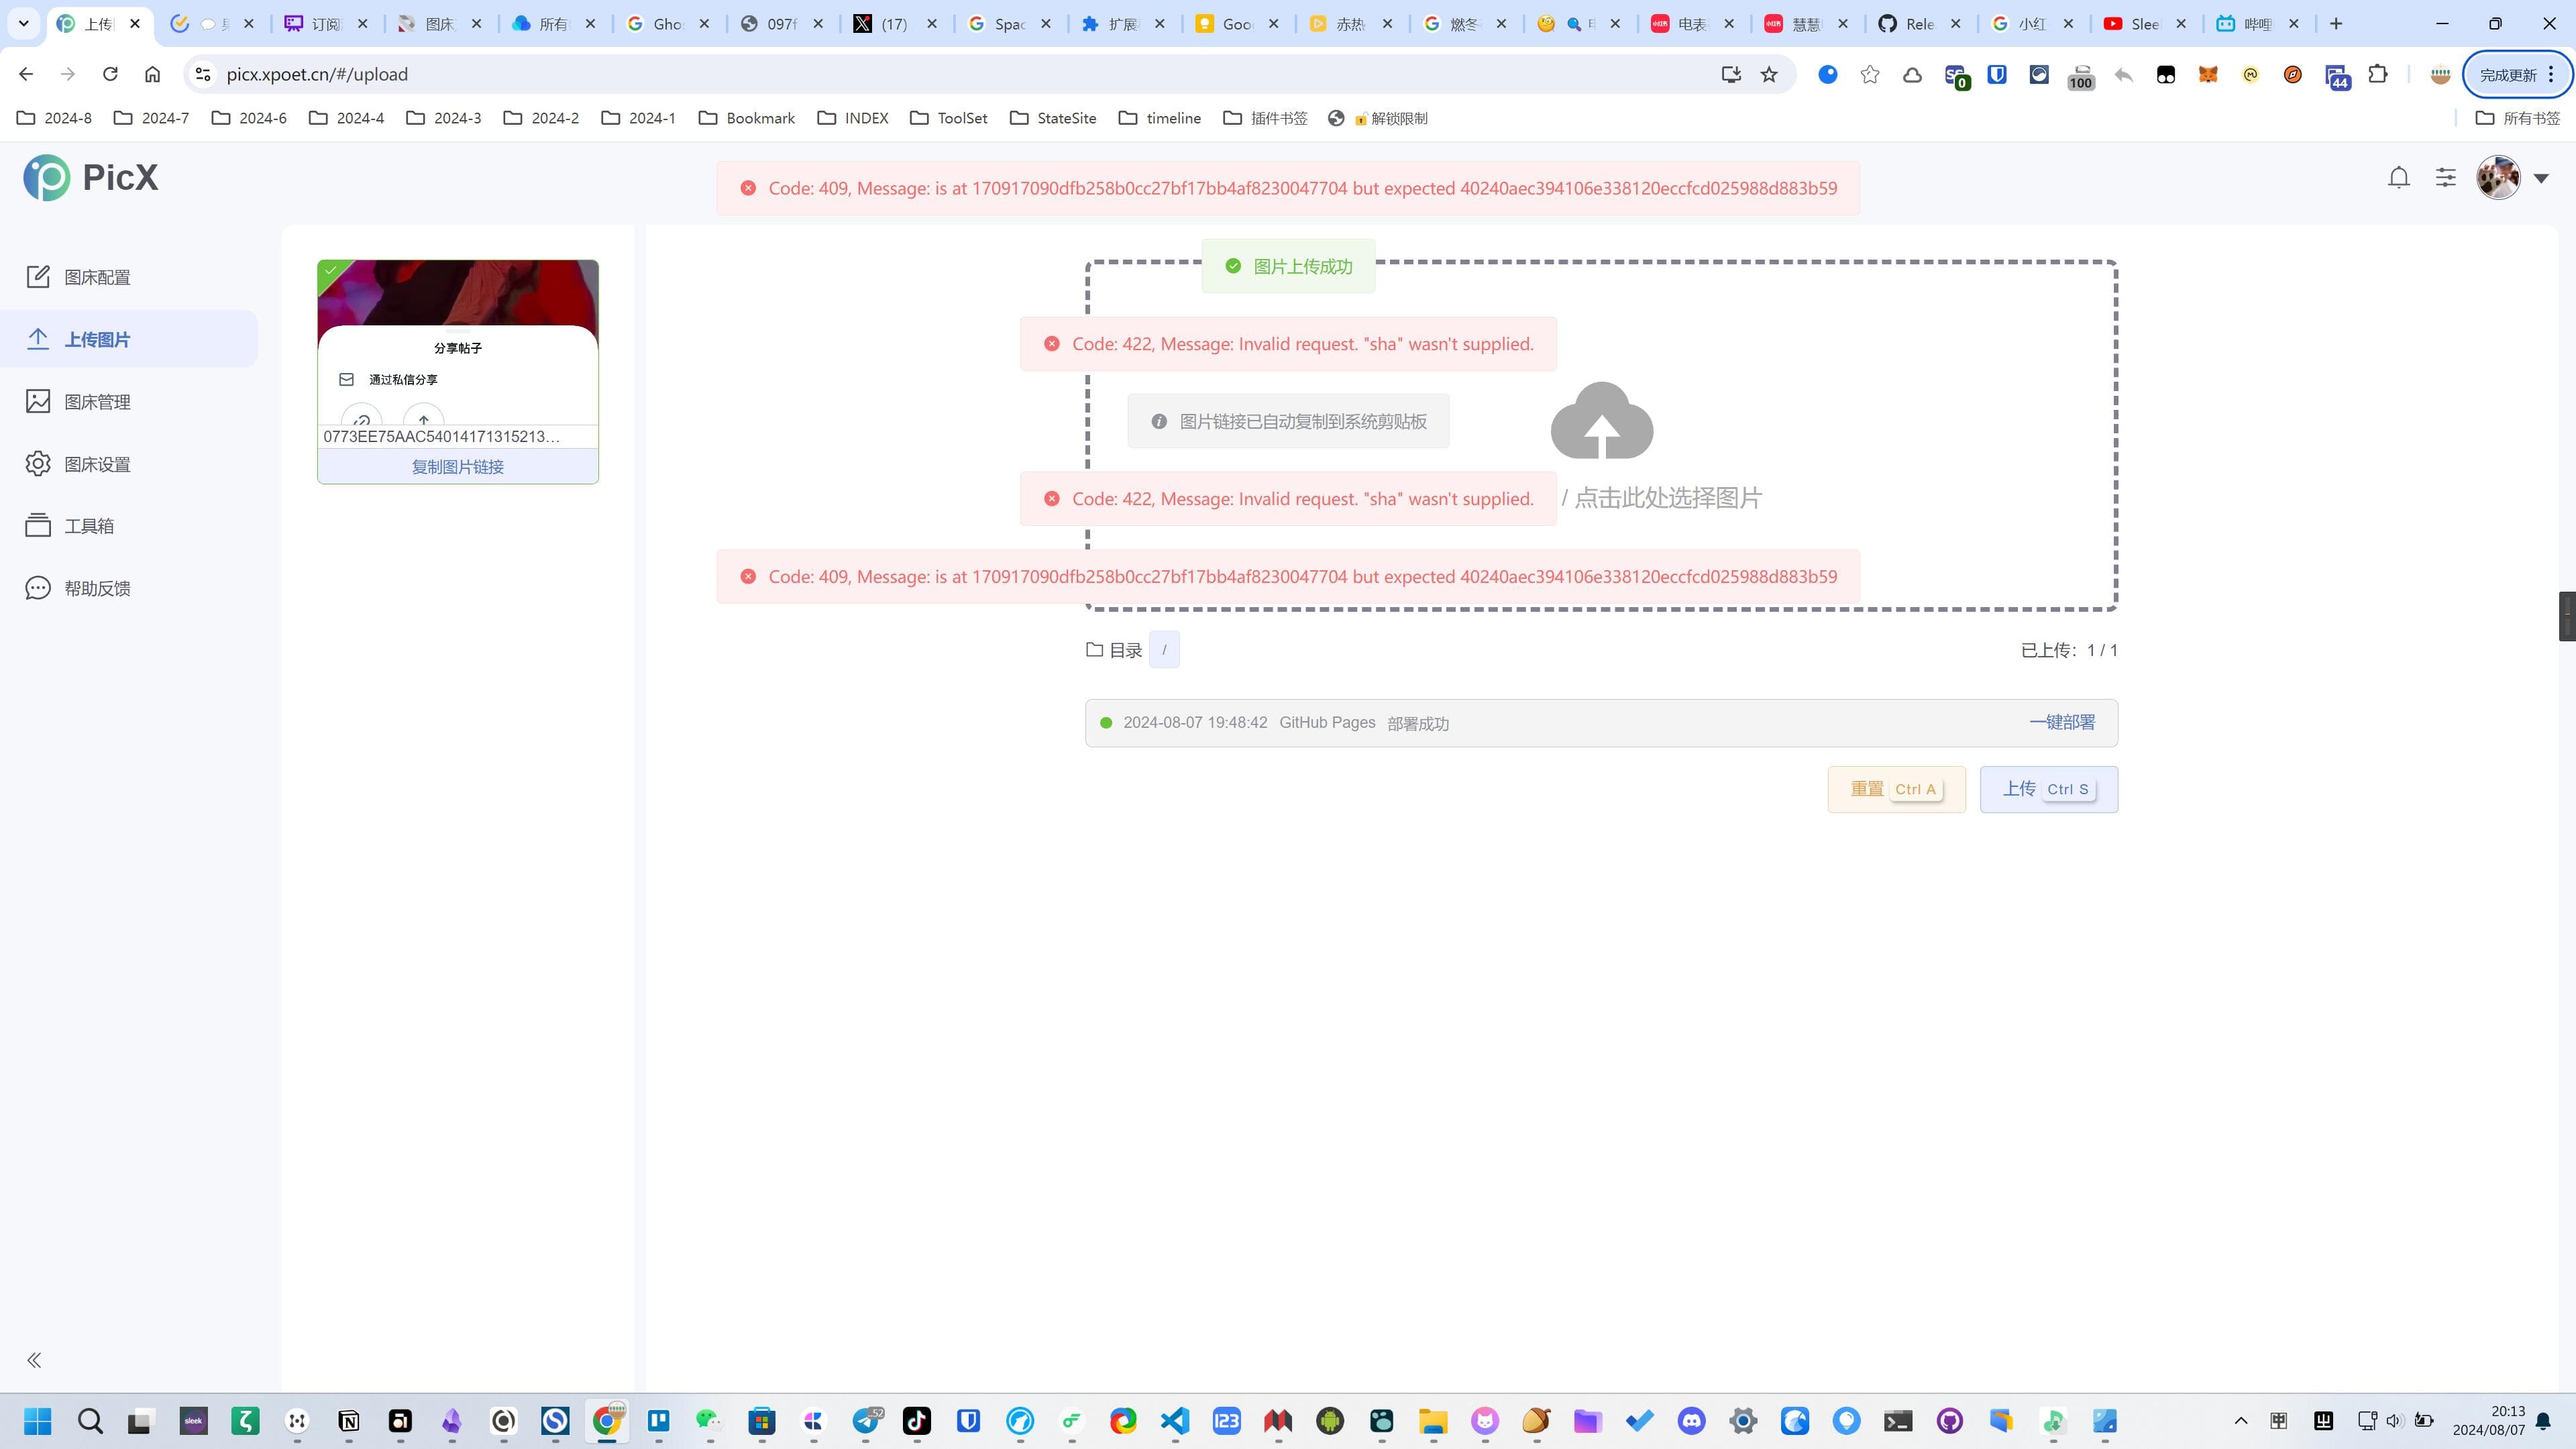 上传
订阅
图床
所有
Gho
097f
(17)
Spac
扩展
Goo
赤热
燃冬
电表
慧慧
Rele
小红
Slee
哔哩
picx.xpoet.cn/#/upload
0
100
44
完成更新
2024-8
2024-7
2024-6
2024-4
2024-3
2024-2
2024-1
Bookmark
INDEX
ToolSet
StateSite
timeline
插件书签
解锁限制
所有书签
PicX
Code: 409, Message: is at 170917090dfb258b0cc27bf17bb4af8230047704 but expected 40240aec394106e338120eccfcd025988d883b59
图床配置
上传图片
图床管理
图床设置
工具箱
帮助反馈
分享帖子
通过私信分享
0773EE75AAC54014171315213...
复制图片链接
图片上传成功
Code: 422, Message: Invalid request. "sha" wasn't supplied.
图片链接已自动复制到系统剪贴板
Code: 422, Message: Invalid request. "sha" wasn't supplied.
/ 点击此处选择图片
Code: 409, Message: is at 170917090dfb258b0cc27bf17bb4af8230047704 but expected 40240aec394106e338120eccfcd025988d883b59
目录 /
已上传：1 / 1
2024-08-07 19:48:42 GitHub Pages 部署成功
一键部署
重置 Ctrl A
上传 Ctrl S
sleek
52
123
20:13
2024/08/07